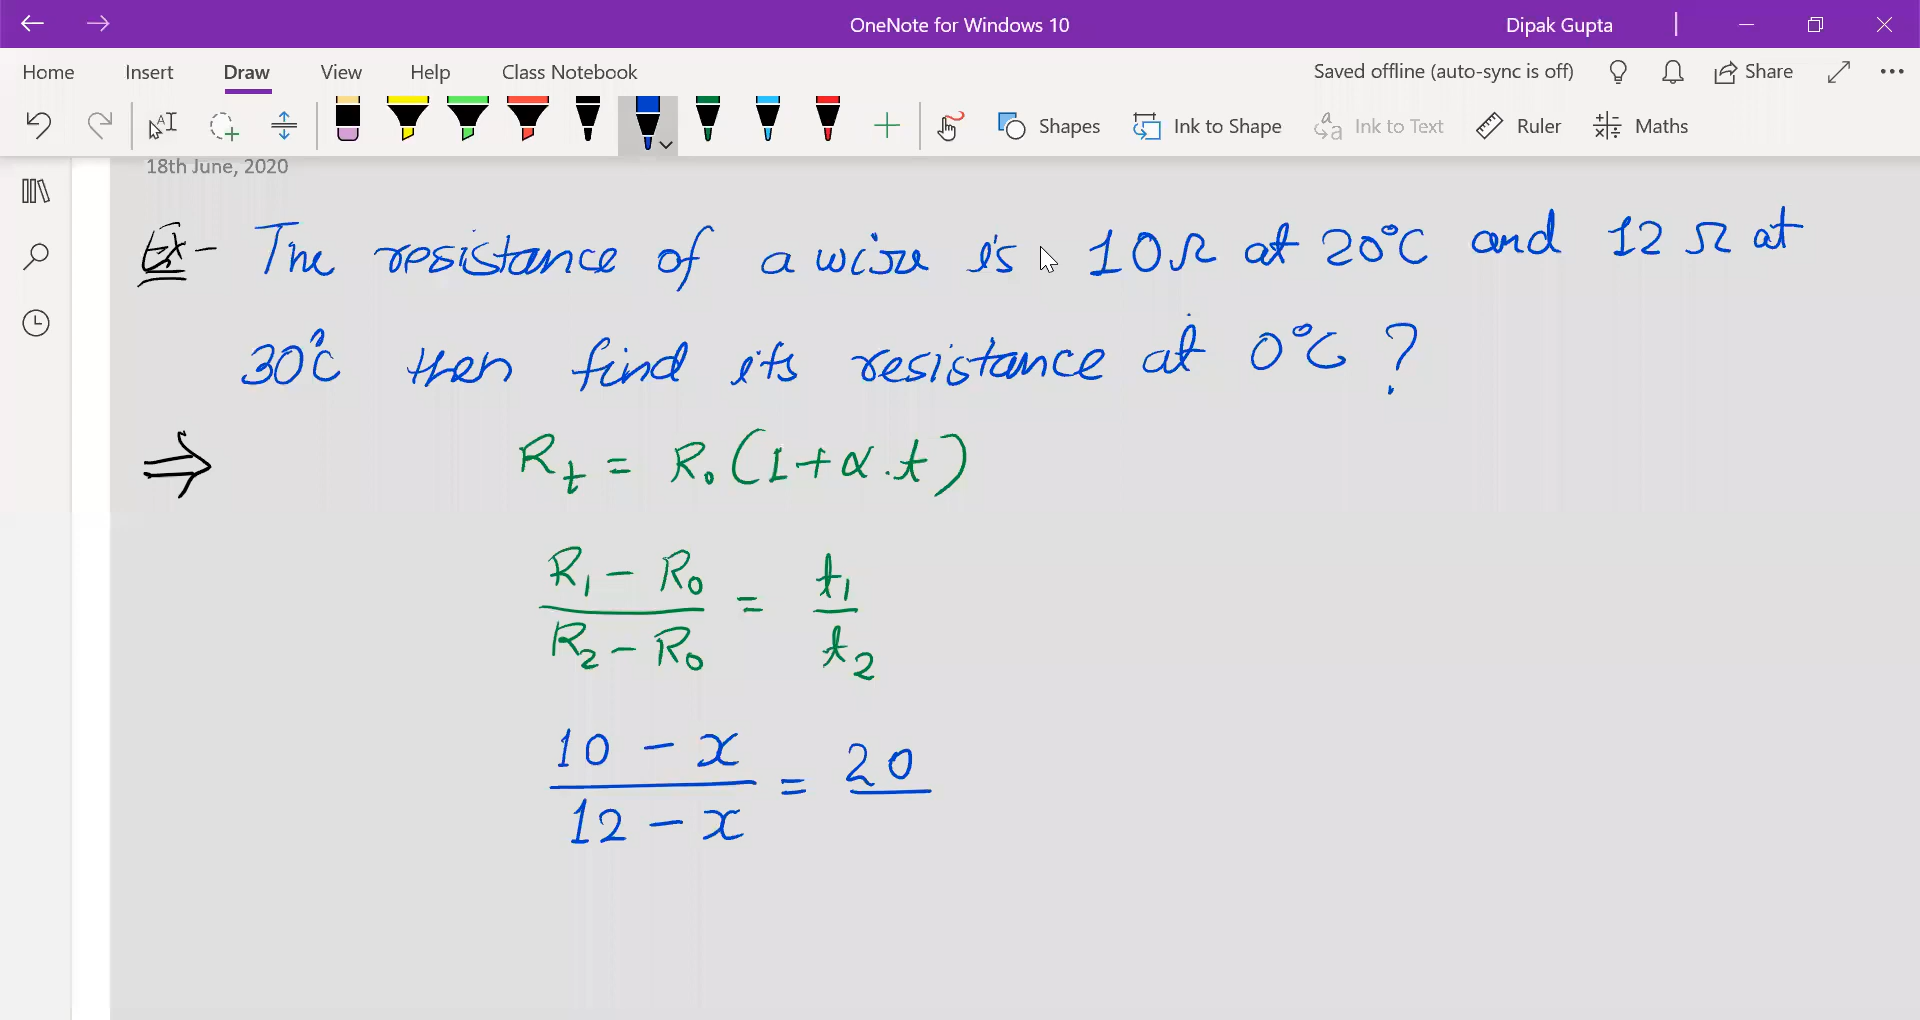 OneNote for Windows 10
Dipak Gupta
Home Insert Draw View Help Class Notebook
Saved offline (auto-sync is off) Share
Shapes Ink to Shape Ink to Text Ruler Maths
18th June, 2020
Ex- The resistance of a wire is 10Ω at 20°C and 12 Ω at
30°C then find its resistance at 0°C ?
⇒ Rt = R₀ (1+α.t)
R₁ - R₀ / R₂ - R₀ = t₁ / t₂
10 - x / 12 - x = 20 /